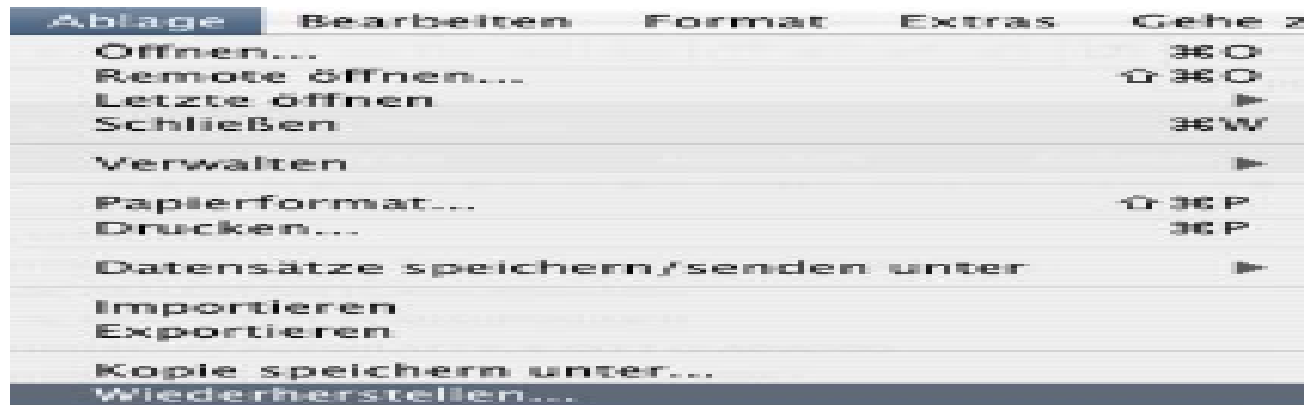 Ablage Bearbeiten Format Extras Gehe z
Öffnen... ⌘O
Remote öffnen... ⇧⌘O
Letzte öffnen ▶
Schließen ⌘W
Verwalten ▶
Papierformat... ⇧⌘P
Drucken... ⌘P
Datensätze speichern/senden unter ▶
Importieren
Exportieren
Kopie speichern unter...
Wiederherstellen...